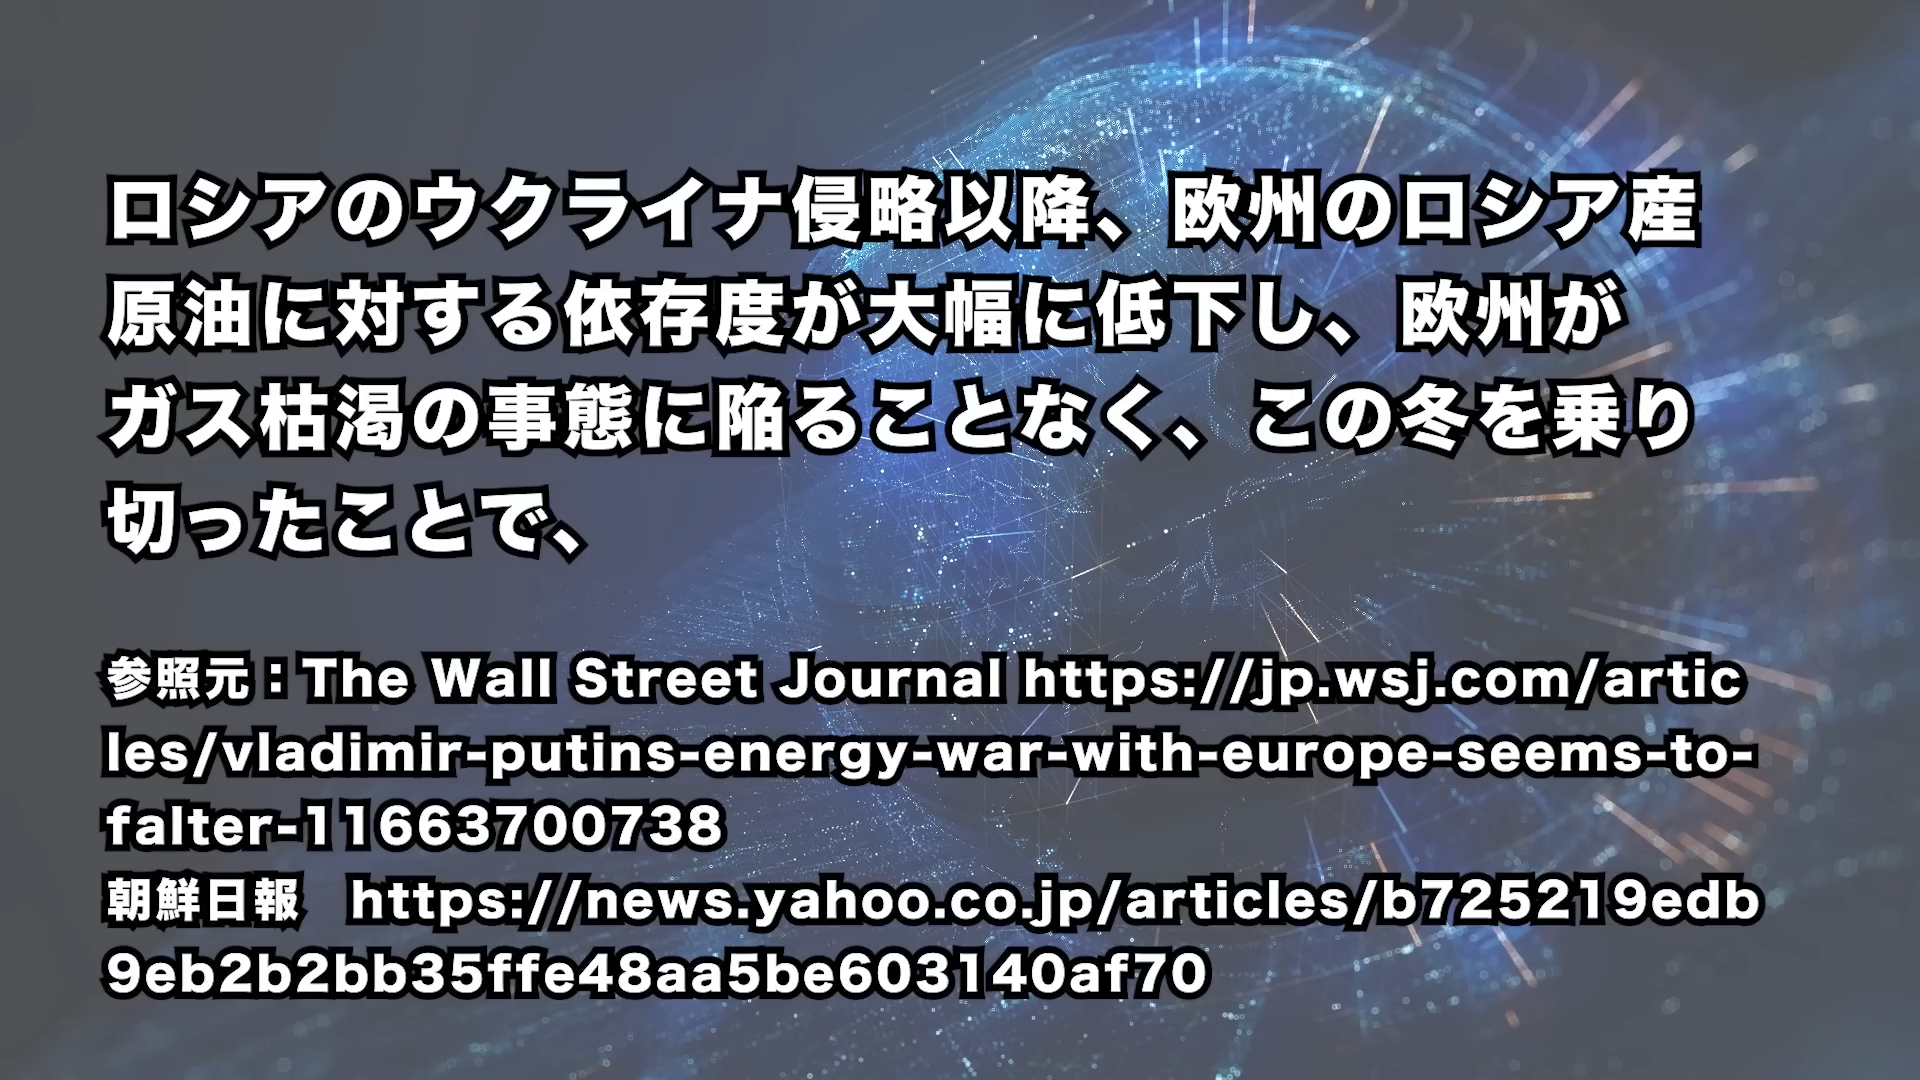 ロシアのウクライナ侵略以降、欧州のロシア産
原油に対する依存度が大幅に低下し、欧州が
ガス枯渇の事態に陥ることなく、この冬を乗り
切ったことで、
参照元：The Wall Street Journal https://jp.wsj.com/artic
les/vladimir-putins-energy-war-with-europe-seems-to-
falter-11663700738
朝鮮日報　https://news.yahoo.co.jp/articles/b725219edb
9eb2b2bb35ffe48aa5be603140af70